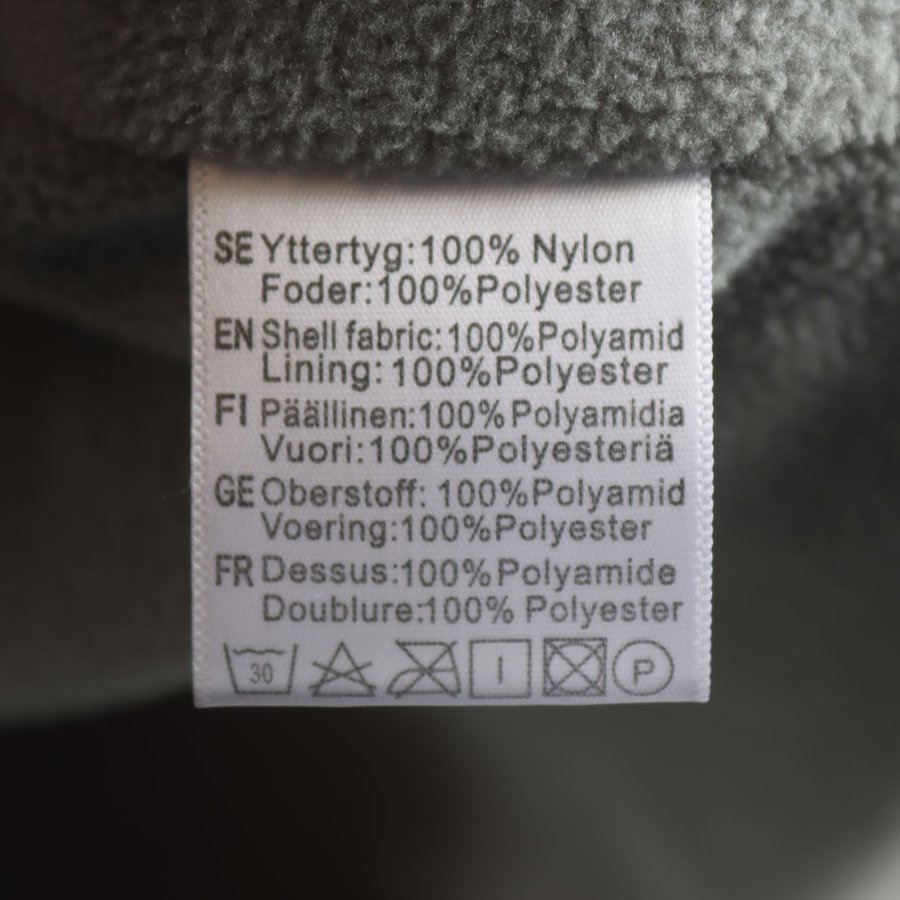 SE Yttertyg:100% Nylon
Foder:100%Polyester
EN Shell fabric:100%Polyamid
Lining: 100%Polyester
FI Päällinen:100%Polyamidia
Vuori:100%Polyesteriä
GE Oberstoff: 100%Polyamid
Voering:100%Polyester
FR Dessus:100%Polyamide
Doublure:100% Polyester
30 P